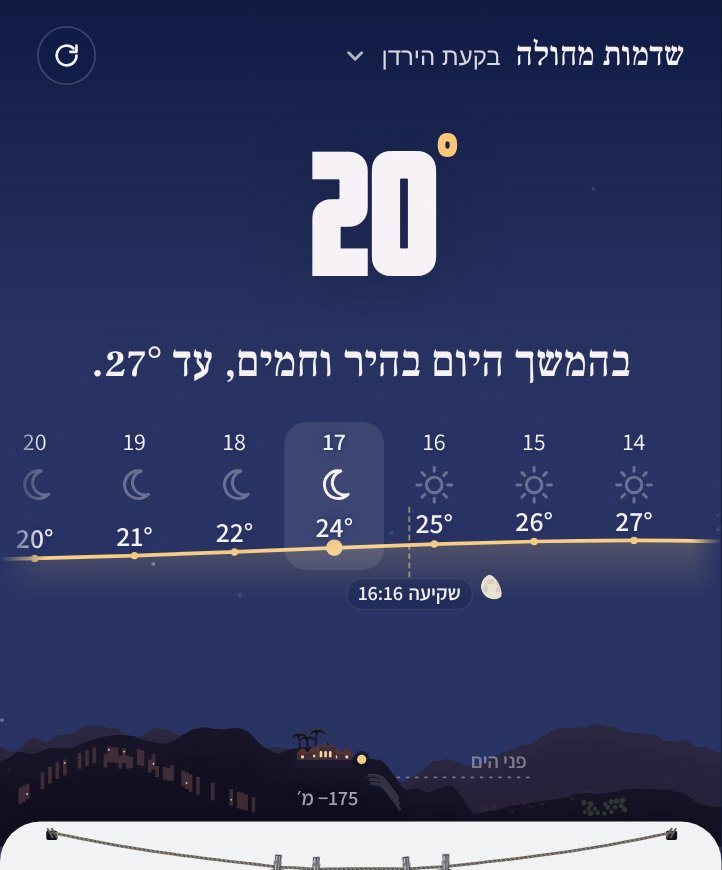 שדמות מחולה בקעת הירדן
20°
בהמשך היום בהיר וחמים, עד 27°.
14 15 16 17 18 19 20
27° 26° 25° 24° 22° 21° 20°
שקיעה 16:16
פני הים
−175 מ׳